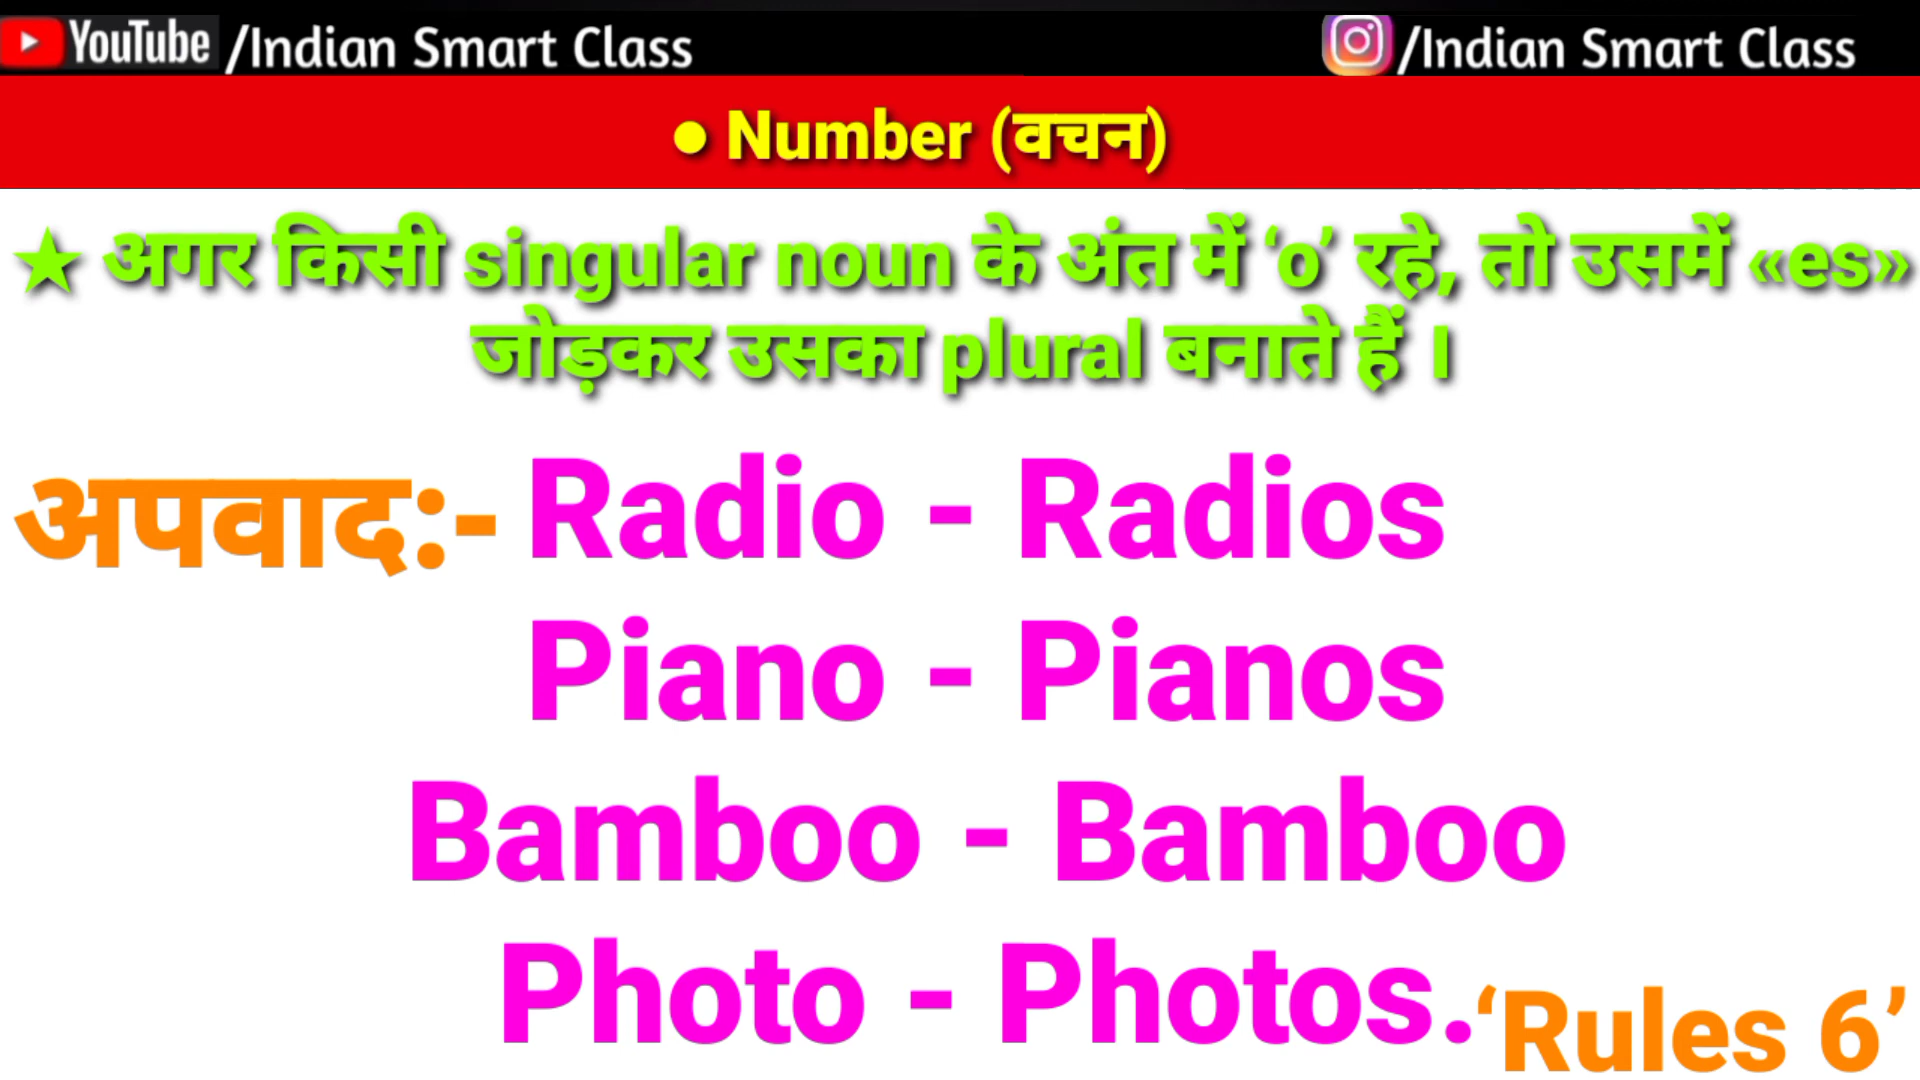 YouTube /Indian Smart Class /Indian Smart Class
● Number (वचन)
★ अगर किसी singular noun के अंत में ‘o’ रहे, तो उसमें «es»
जोड़कर उसका plural बनाते हैं ।
अपवाद:- Radio - Radios
Piano - Pianos
Bamboo - Bamboo
Photo - Photos.
‘Rules 6’